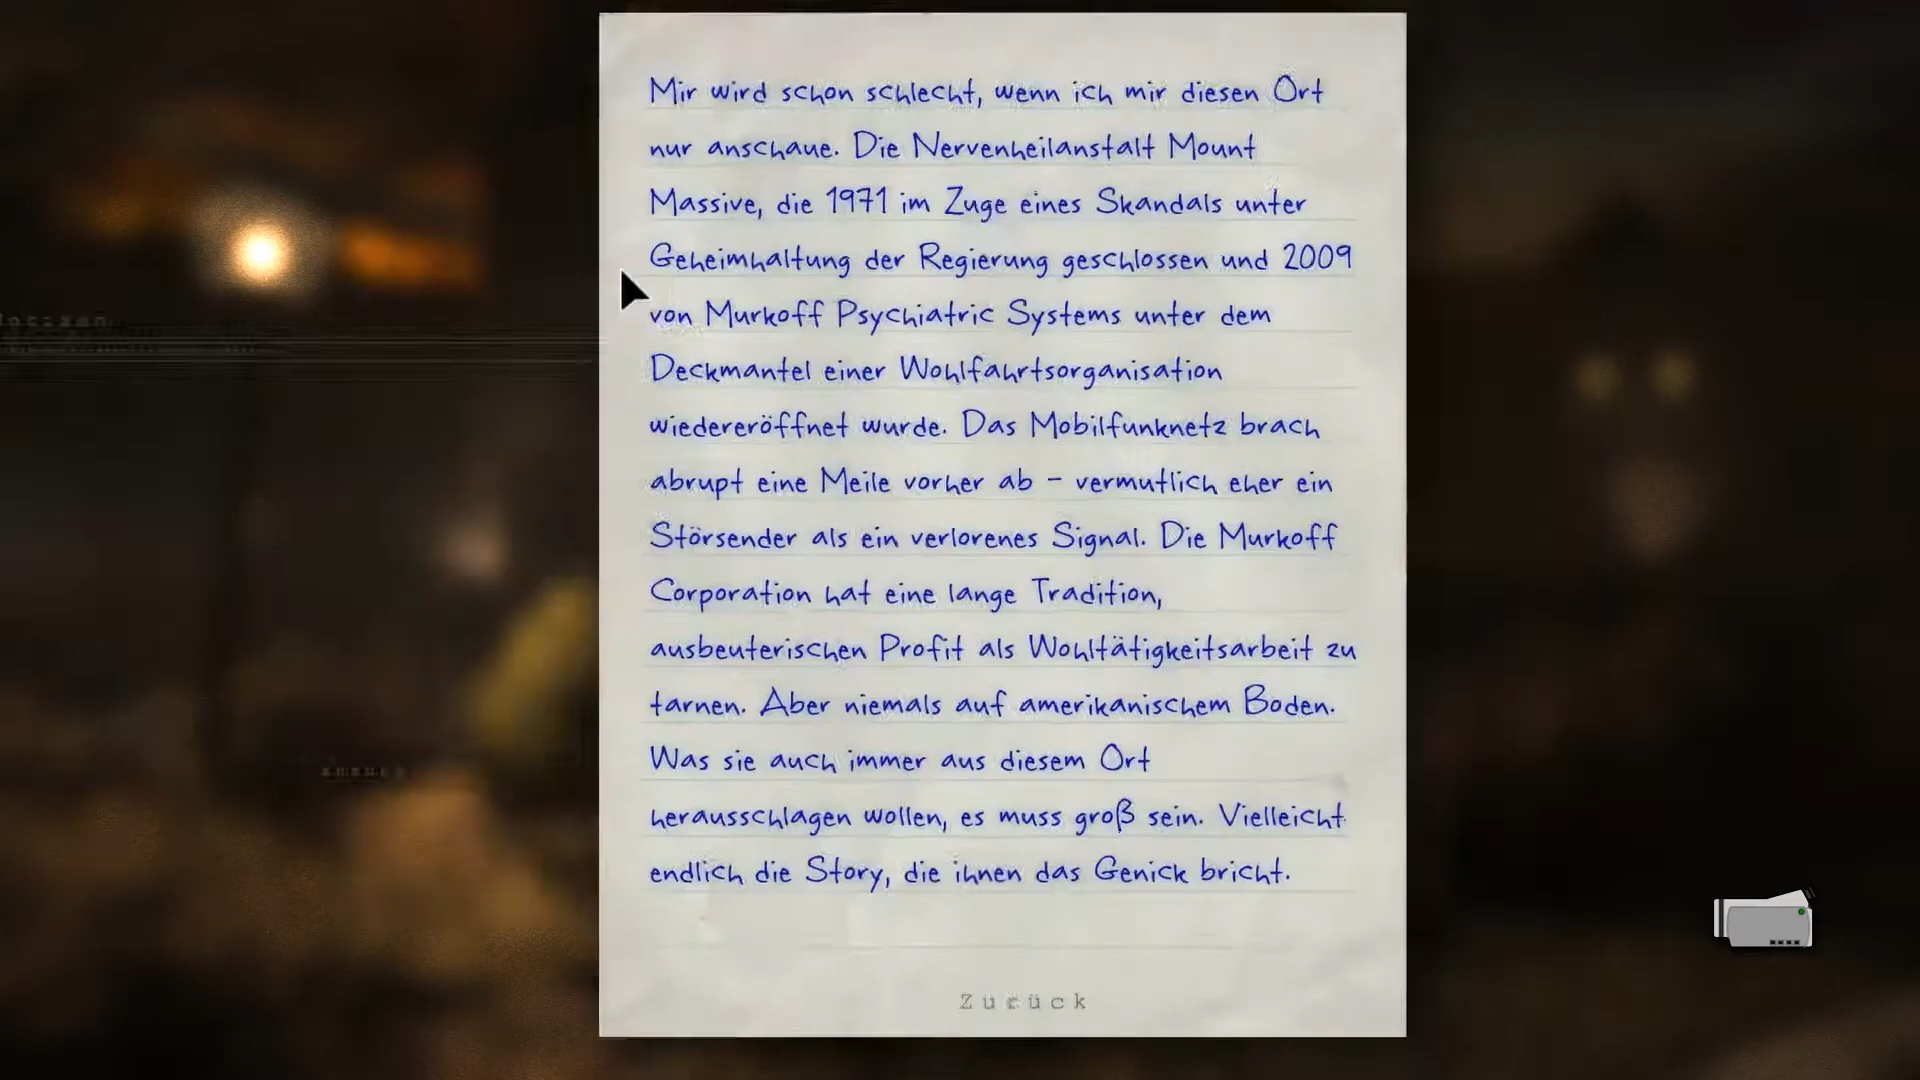 Mir wird schon schlecht, wenn ich mir diesen Ort
nur anschaue. Die Nervenheilanstalt Mount
Massive, die 1971 im Zuge eines Skandals unter
Geheimhaltung der Regierung geschlossen und 2009
von Murkoff Psychiatric Systems unter dem
Deckmantel einer Wohlfahrtsorganisation
wiedereröffnet wurde. Das Mobilfunknetz brach
abrupt eine Meile vorher ab - vermutlich eher ein
Störsender als ein verlorenes Signal. Die Murkoff
Corporation hat eine lange Tradition,
ausbeuterischen Profit als Wohltätigkeitsarbeit zu
tarnen. Aber niemals auf amerikanischem Boden.
Was sie auch immer aus diesem Ort
herausschlagen wollen, es muss groß sein. Vielleicht
endlich die Story, die ihnen das Genick bricht.
Zurück